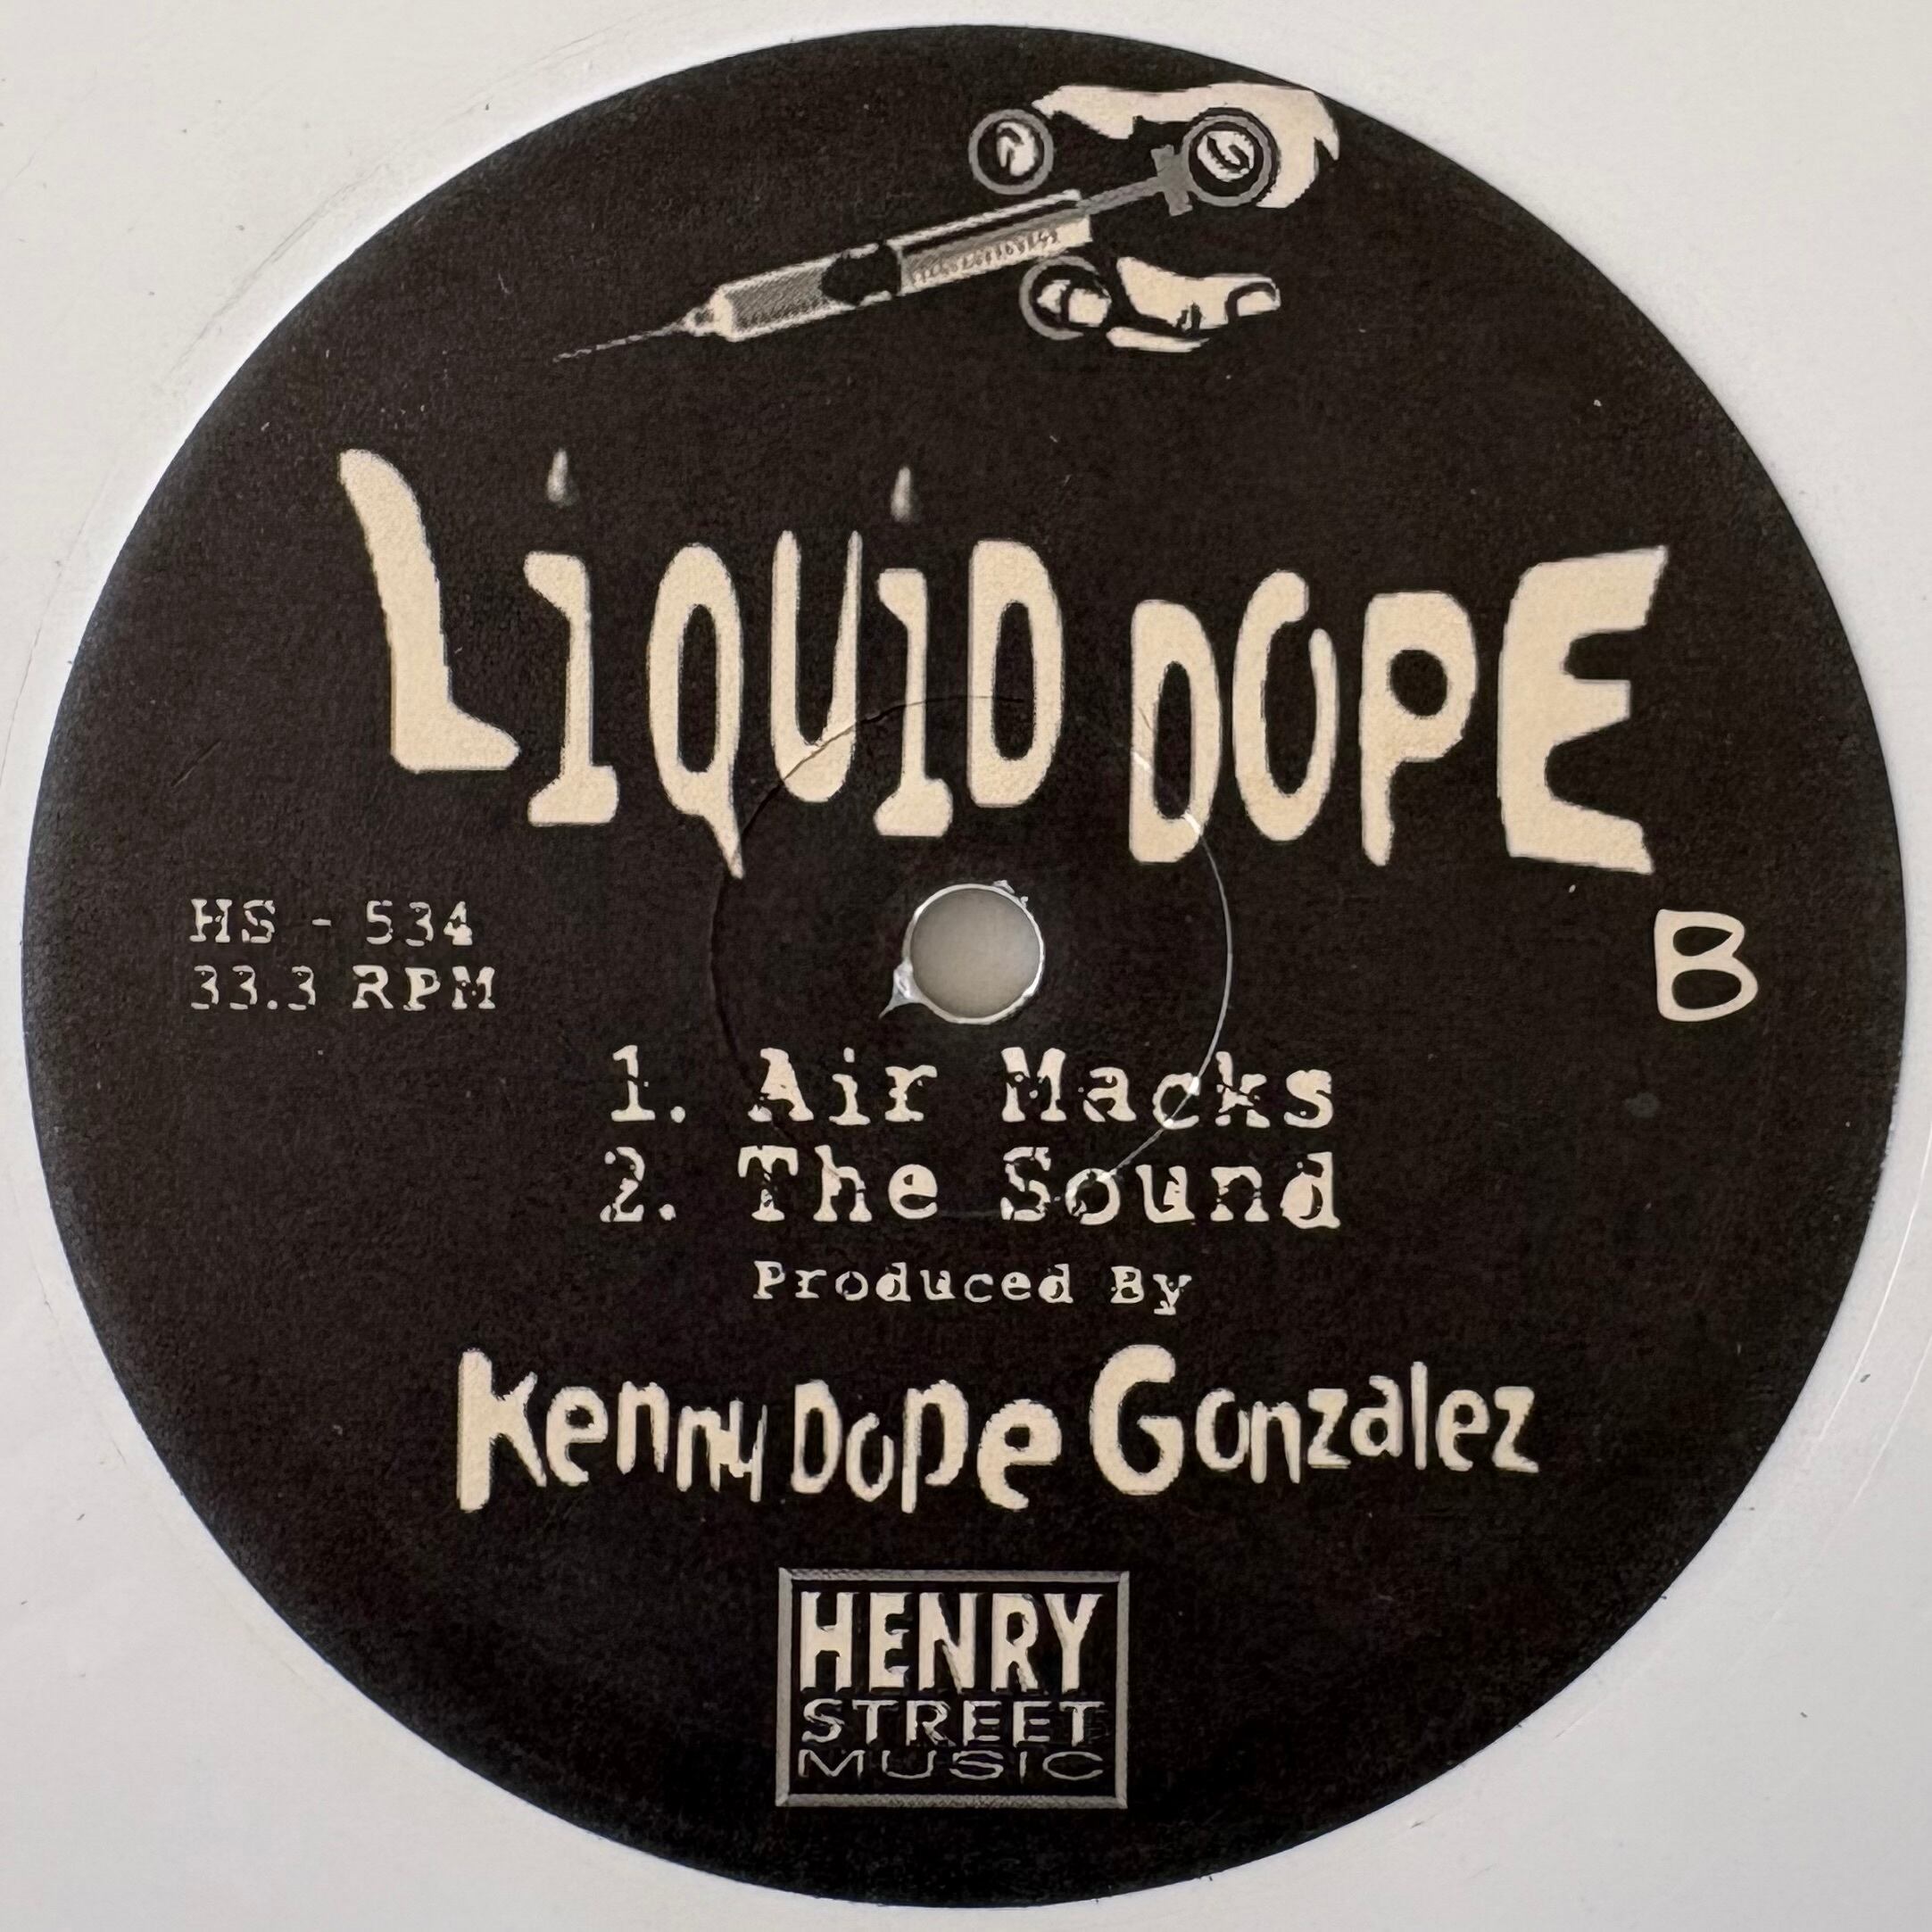 LiQUiD DOPE
HS - 534
33.3 RPM
B
1. Air Macks
2. The Sound
Produced By
Kenny Dope Gonzalez
HENRY
STREET
MUSIC